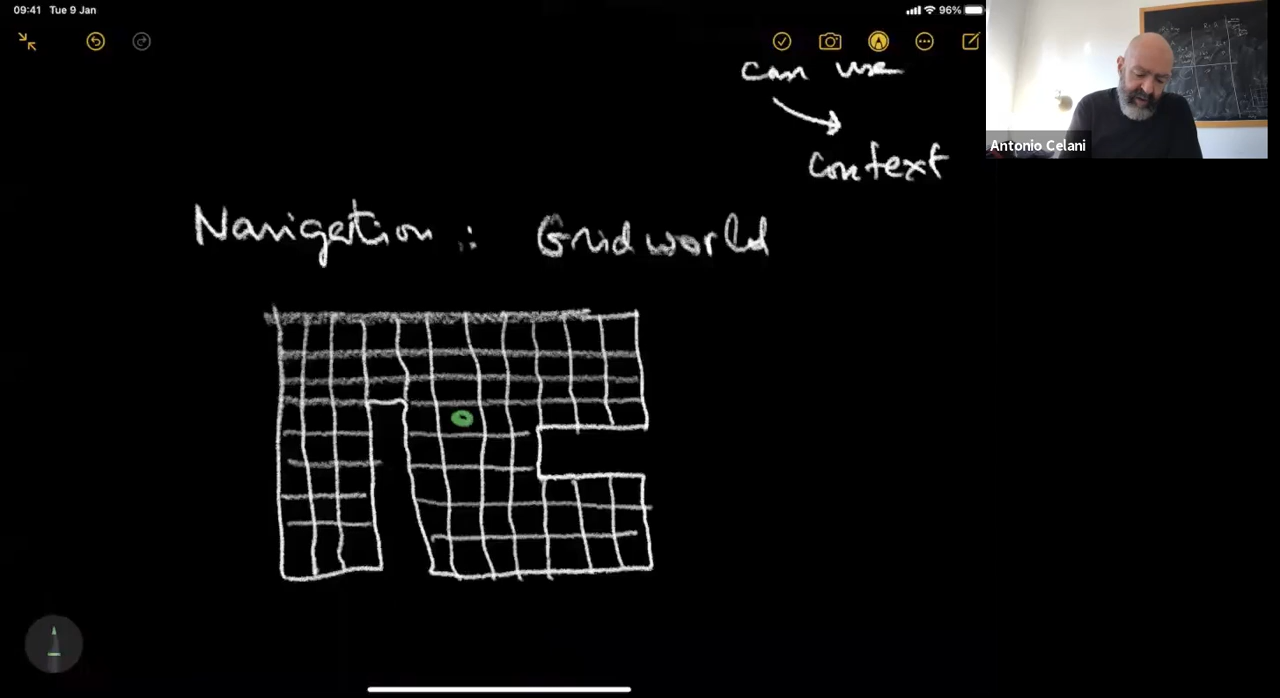 09:41 Tue 9 Jan
96%
can use
context
Antonio Celani
Navigation : Gridworld